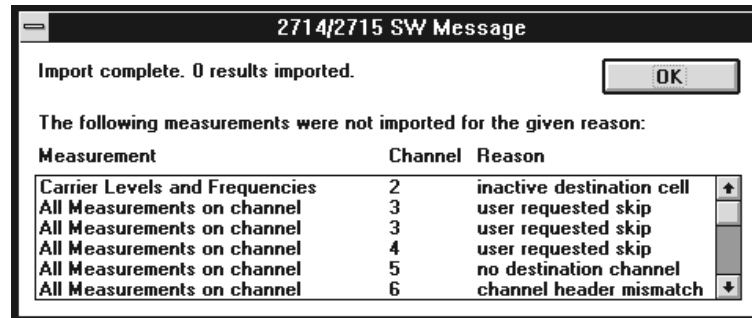 2714/2715 SW Message
Import complete. 0 results imported.
OK
The following measurements were not imported for the given reason:
Measurement Channel Reason
Carrier Levels and Frequencies 2 inactive destination cell
All Measurements on channel 3 user requested skip
All Measurements on channel 3 user requested skip
All Measurements on channel 4 user requested skip
All Measurements on channel 5 no destination channel
All Measurements on channel 6 channel header mismatch